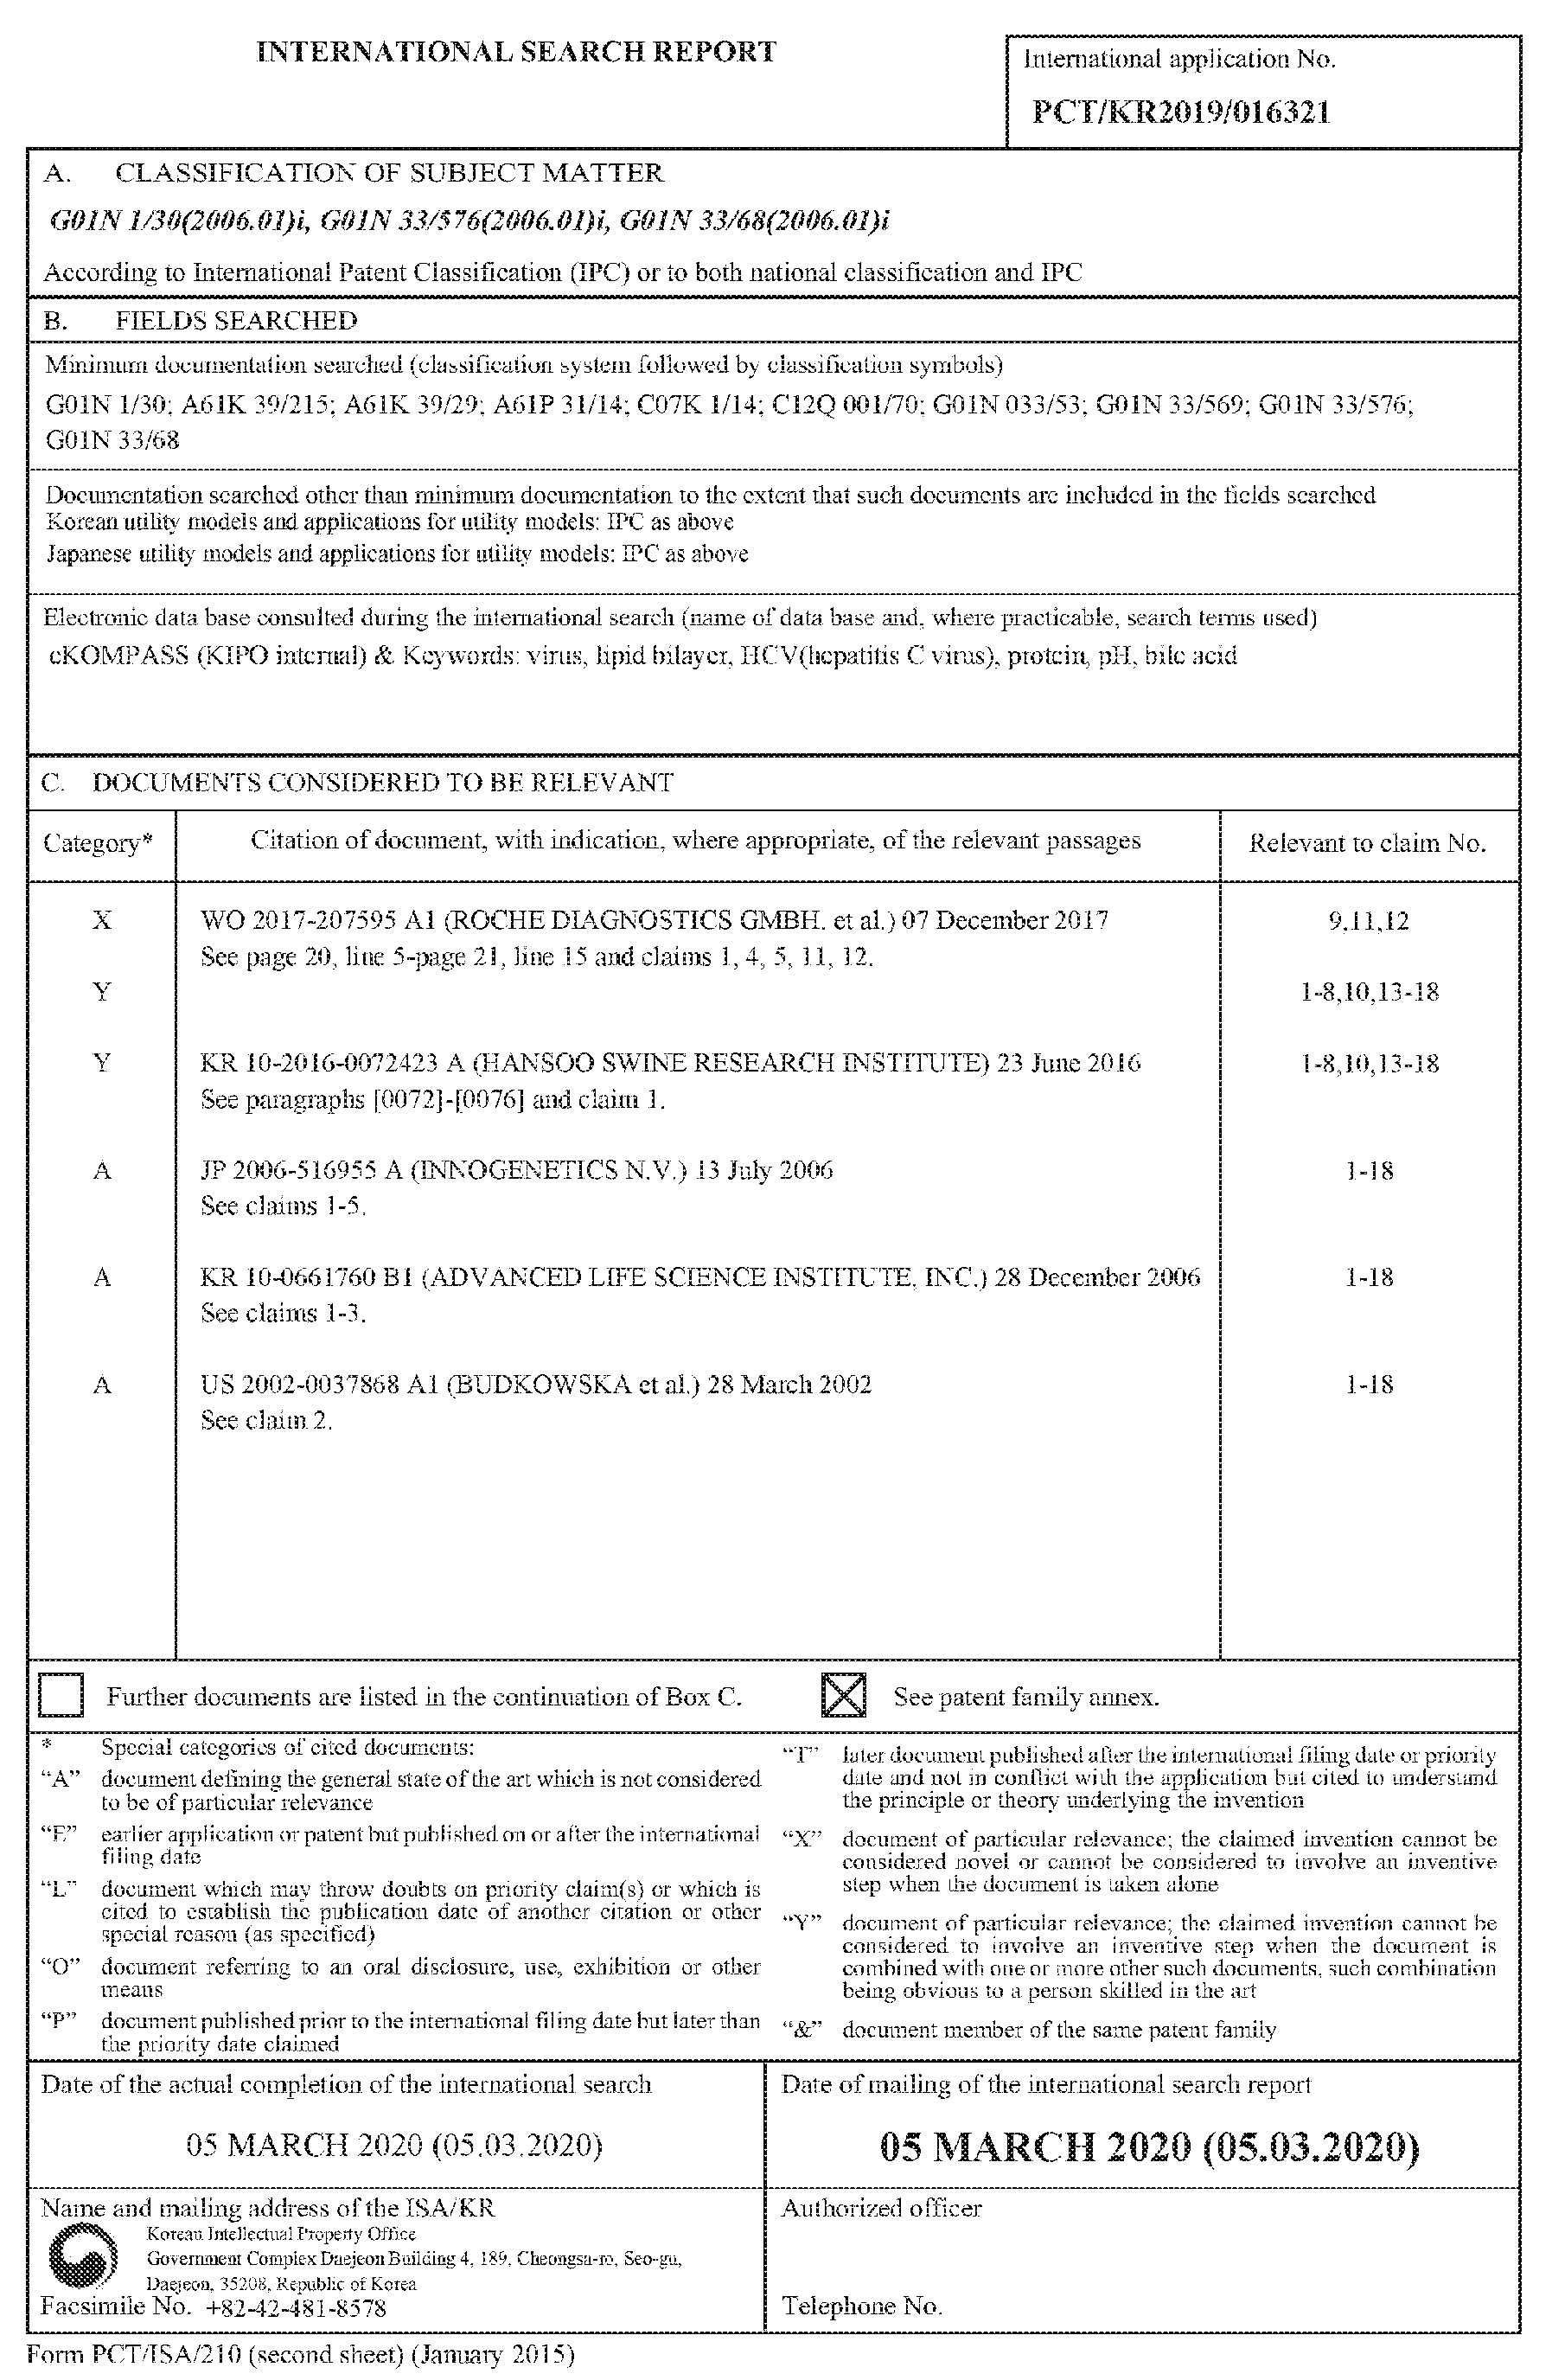 INTERNATIONAL SEARCH REPORT
International application No.
PCT/KR2019/016321
A. CLASSIFICATION OF SUBJECT MATTER
G01N 1/30(2006.01)i, G01N 33/576(2006.01)i, G01N 33/68(2006.01)i
According to International Patent Classification (IPC) or to both national classification and IPC
B. FIELDS SEARCHED
Minimum documentation searched (classification system followed by classification symbols)
G01N 1/30; A61K 39/215; A61K 39/29; A61P 31/14; C07K 1/14; C12Q 001/70; G01N 033/53; G01N 33/569; G01N 33/576;
G01N 33/68
Documentation searched other than minimum documentation to the extent that such documents are included in the fields searched
Korean utility models and applications for utility models: IPC as above
Japanese utility models and applications for utility models: IPC as above
Electronic data base consulted during the international search (name of data base and, where practicable, search terms used)
eKOMPASS (KIPO internal) & Keywords: virus, lipid bilayer, HCV(hepatitis C virus), protein, pH, bile acid
C. DOCUMENTS CONSIDERED TO BE RELEVANT
Category* Citation of document, with indication, where appropriate, of the relevant passages Relevant to claim No.
X WO 2017-207595 A1 (ROCHE DIAGNOSTICS GMBH. et al.) 07 December 2017 9,11,12
See page 20, line 5-page 21, line 15 and claims 1, 4, 5, 11, 12.
Y 1-8,10,13-18
Y KR 10-2016-0072423 A (HANSOO SWINE RESEARCH INSTITUTE) 23 June 2016 1-8,10,13-18
See paragraphs [0072]-[0076] and claim 1.
A JP 2006-516955 A (INNOGENETICS N.V.) 13 July 2006 1-18
See claims 1-5.
A KR 10-0661760 B1 (ADVANCED LIFE SCIENCE INSTITUTE, INC.) 28 December 2006 1-18
See claims 1-3.
A US 2002-0037868 A1 (BUDKOWSKA et al.) 28 March 2002 1-18
See claim 2.
Further documents are listed in the continuation of Box C.
See patent family annex.
* Special categories of cited documents:
"A" document defining the general state of the art which is not considered
to be of particular relevance
"E" earlier application or patent but published on or after the international
filing date
"L" document which may throw doubts on priority claim(s) or which is
cited to establish the publication date of another citation or other
special reason (as specified)
"O" document referring to an oral disclosure, use, exhibition or other
means
"P" document published prior to the international filing date but later than
the priority date claimed
"T" later document published after the international filing date or priority
date and not in conflict with the application but cited to understand
the principle or theory underlying the invention
"X" document of particular relevance; the claimed invention cannot be
considered novel or cannot be considered to involve an inventive
step when the document is taken alone
"Y" document of particular relevance; the claimed invention cannot be
considered to involve an inventive step when the document is
combined with one or more other such documents, such combination
being obvious to a person skilled in the art
"&" document member of the same patent family
Date of the actual completion of the international search
05 MARCH 2020 (05.03.2020)
Date of mailing of the international search report
05 MARCH 2020 (05.03.2020)
Name and mailing address of the ISA/KR
Korean Intellectual Property Office
Government Complex Daejeon Building 4, 189, Cheongsa-ro, Seo-gu,
Daejeon, 35208, Republic of Korea
Facsimile No. +82-42-481-8578
Authorized officer
Telephone No.
Form PCT/ISA/210 (second sheet) (January 2015)